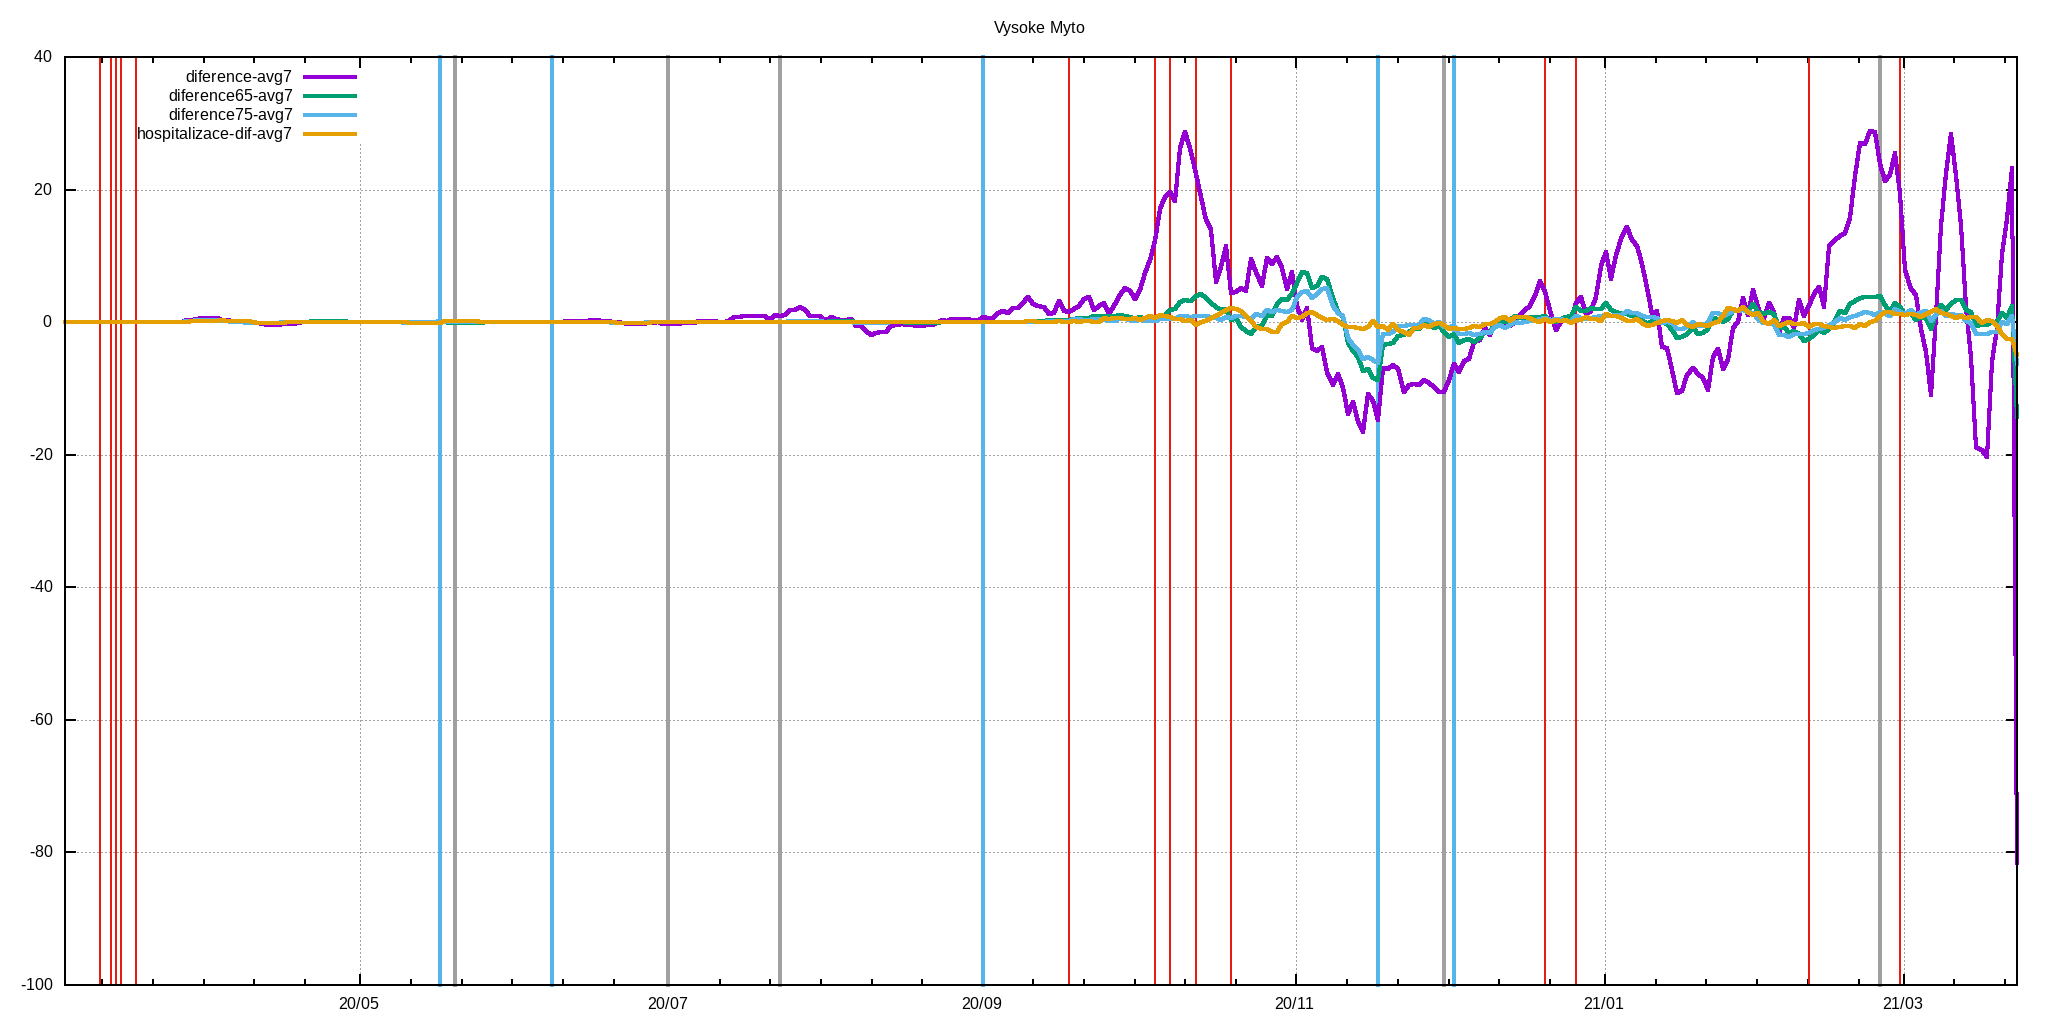 Vysoke Myto
diference-avg7
diference65-avg7
diference75-avg7
hospitalizace-dif-avg7
40
20
0
-20
-40
-60
-80
-100
20/05 20/07 20/09 20/11 21/01 21/03